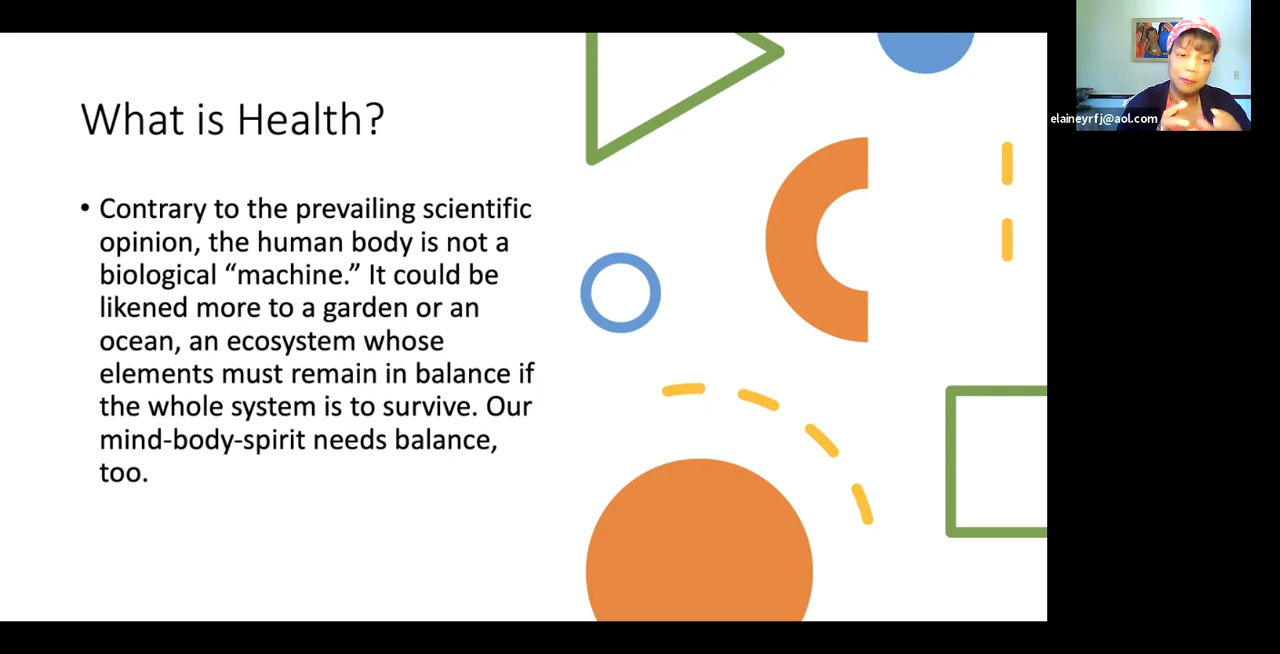 What is Health?
• Contrary to the prevailing scientific
opinion, the human body is not a
biological “machine.” It could be
likened more to a garden or an
ocean, an ecosystem whose
elements must remain in balance if
the whole system is to survive. Our
mind-body-spirit needs balance,
too.
elaineyrfj@aol.com